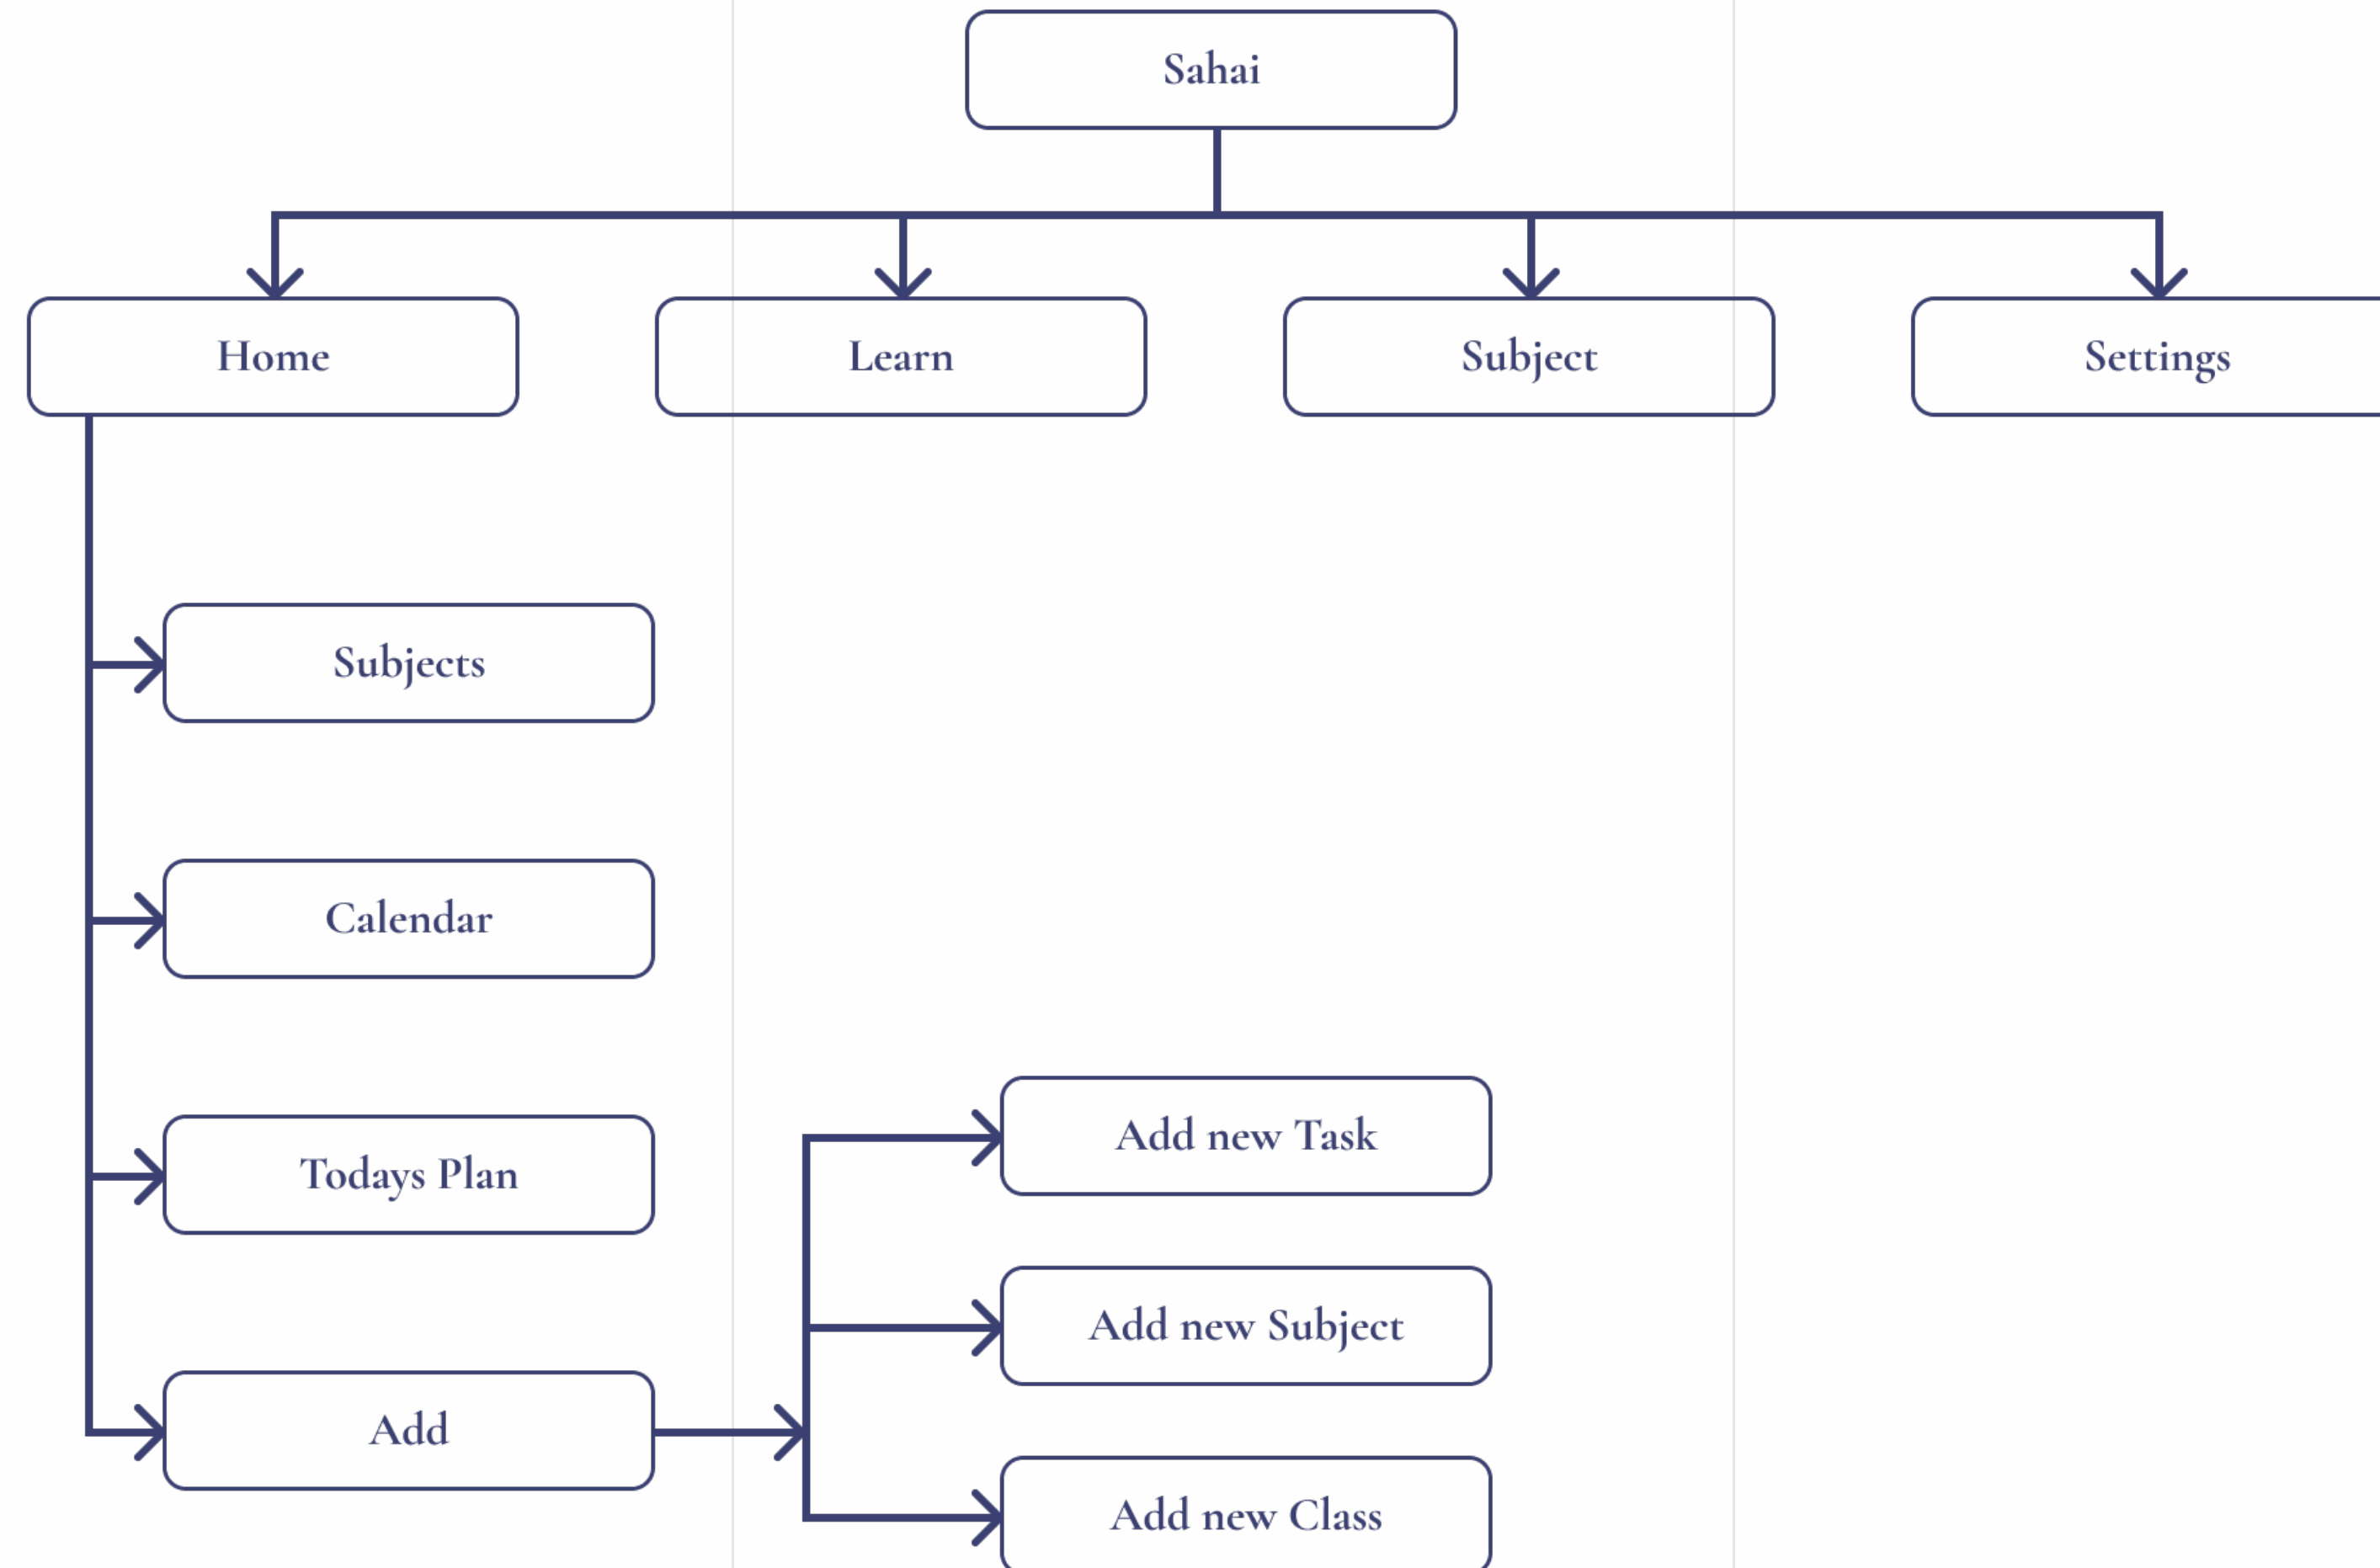 Sahai
Home
Learn
Subject
Settings
Subjects
Calendar
Todays Plan
Add
Add new Task
Add new Subject
Add new Class